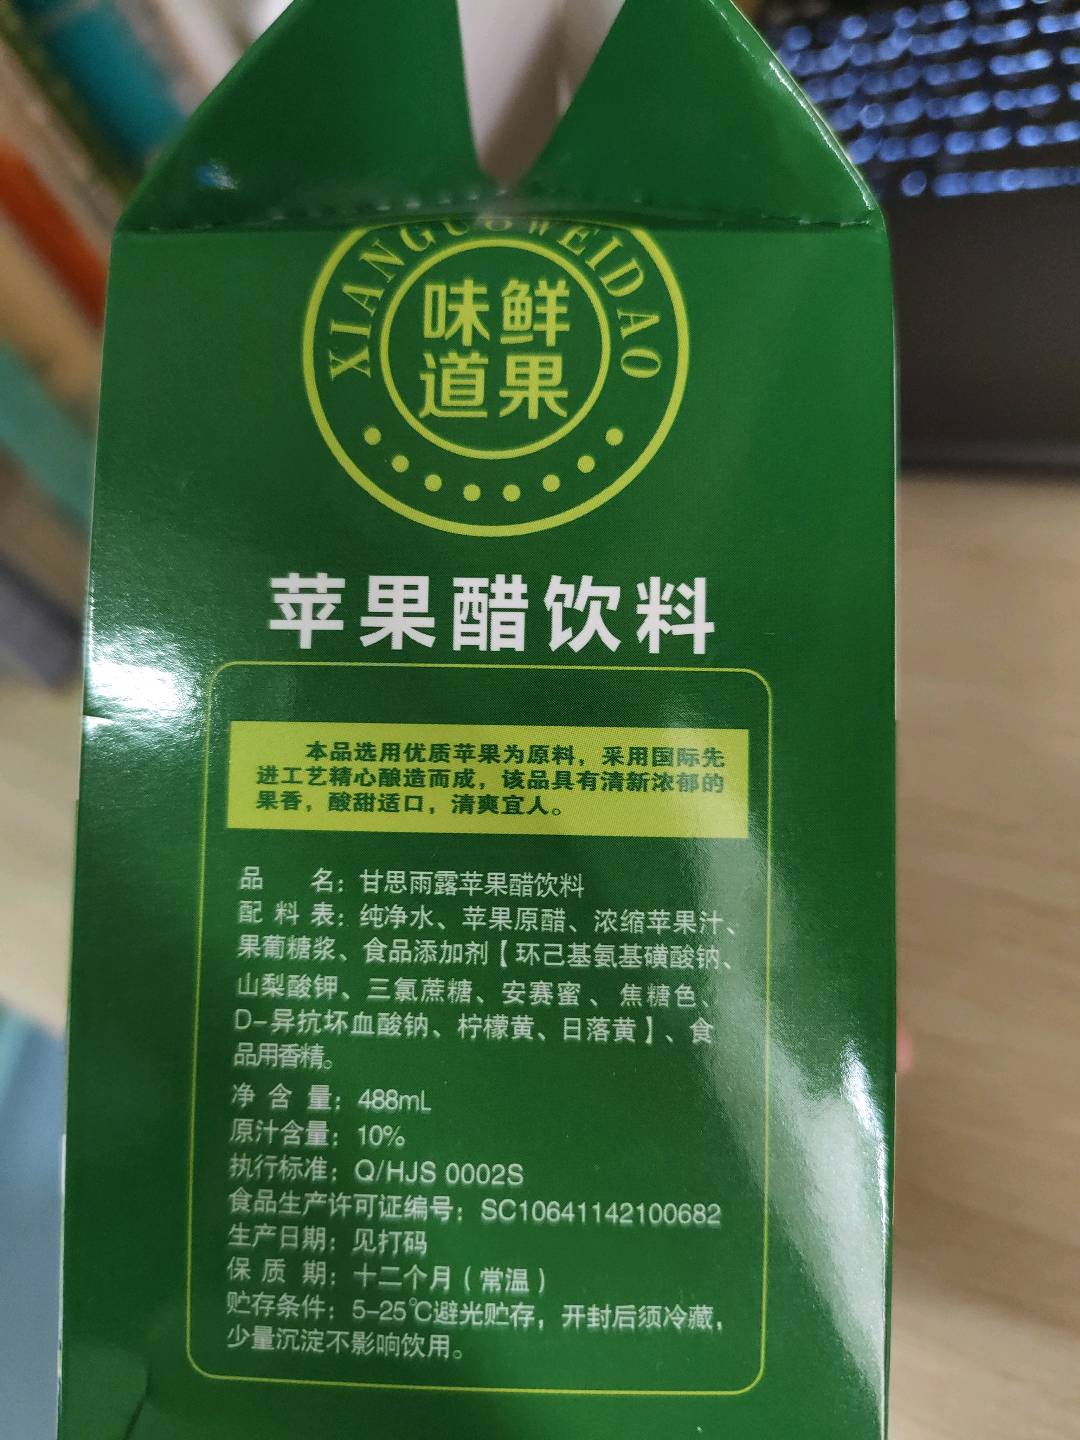 XIANGUOWEIDAO
味鲜
道果
苹果醋饮料
本品选用优质苹果为原料，采用国际先
进工艺精心酿造而成，该品具有清新浓郁的
果香，酸甜适口，清爽宜人。
品 名：甘思雨露苹果醋饮料
配 料 表：纯净水、苹果原醋、浓缩苹果汁、
果葡糖浆、食品添加剂【环己基氨基磺酸钠、
山梨酸钾、三氯蔗糖、安赛蜜、焦糖色、
D-异抗坏血酸钠、柠檬黄、日落黄】、食
品用香精。
净 含 量：488mL
原汁含量：10%
执行标准：Q/HJS 0002S
食品生产许可证编号：SC10641142100682
生产日期：见打码
保 质 期：十二个月（常温）
贮存条件：5-25℃避光贮存，开封后须冷藏，
少量沉淀不影响饮用。